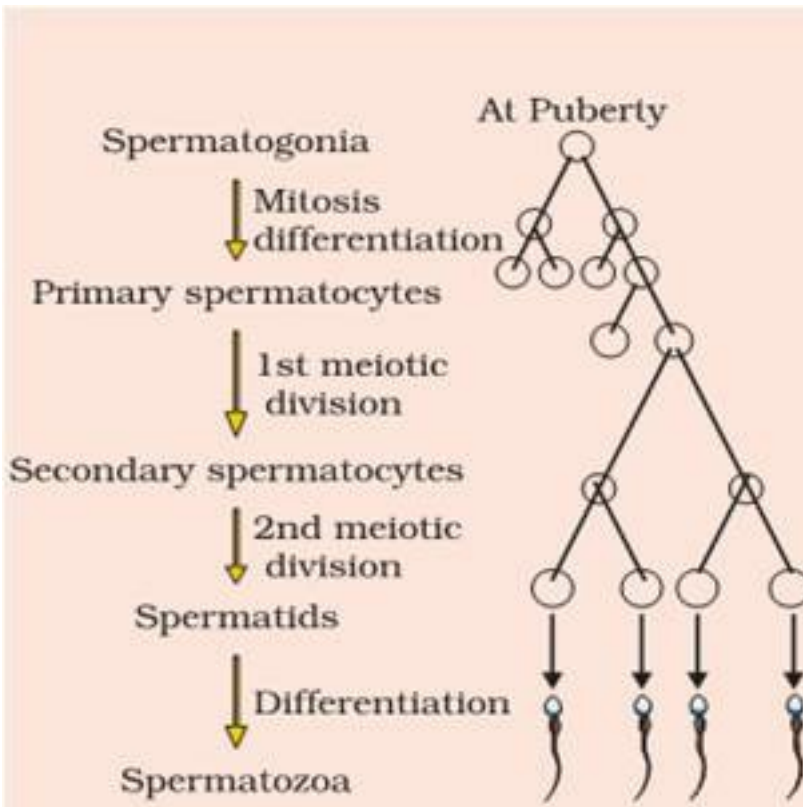 At Puberty
Spermatogonia
Mitosis
differentiation
Primary spermatocytes
1st meiotic
division
Secondary spermatocytes
2nd meiotic
division
Spermatids
Differentiation
Spermatozoa